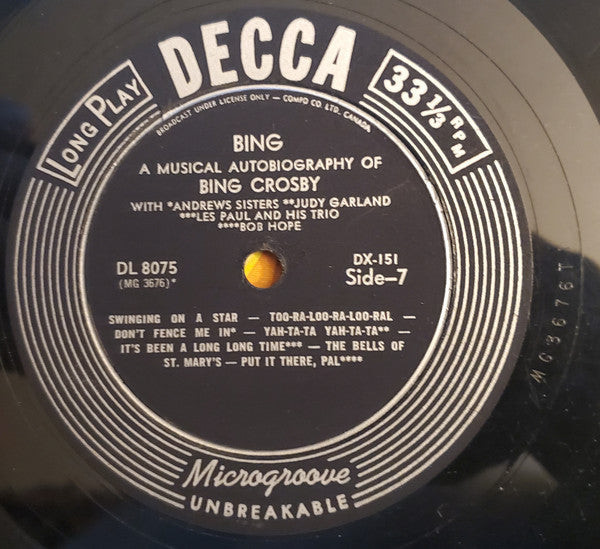 DECCA
LONG PLAY
33 1/3 RPM
BROADCAST UNDER LICENSE ONLY — COMPO CO. LTD., CANADA
BING
A MUSICAL AUTOBIOGRAPHY OF
BING CROSBY
WITH *ANDREWS SISTERS **JUDY GARLAND
***LES PAUL AND HIS TRIO
****BOB HOPE
DL 8075
(MG 3676)*
DX-151
Side-7
SWINGING ON A STAR — TOO-RA-LOO-RA-LOO-RAL —
DON'T FENCE ME IN* — YAH-TA-TA YAH-TA-TA** —
IT'S BEEN A LONG LONG TIME*** — THE BELLS OF
ST. MARY'S — PUT IT THERE, PAL****
Microgroove
UNBREAKABLE
MG3676T